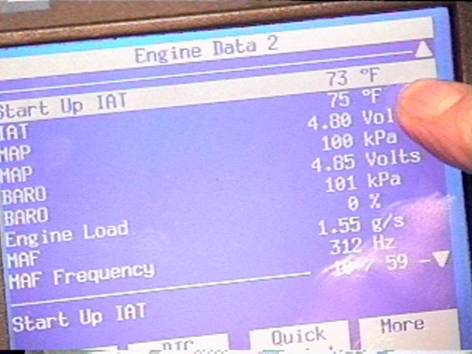 Engine Data 2
Start Up IAT 73 °F
IAT 75 °F
MAP 4.80 Vol
MAP 100 kPa
BARO 4.85 Volts
BARO 101 kPa
Engine Load 0 %
MAF 1.55 g/s
MAF Frequency 312 Hz
/ 59
Start Up IAT
DTC Quick More